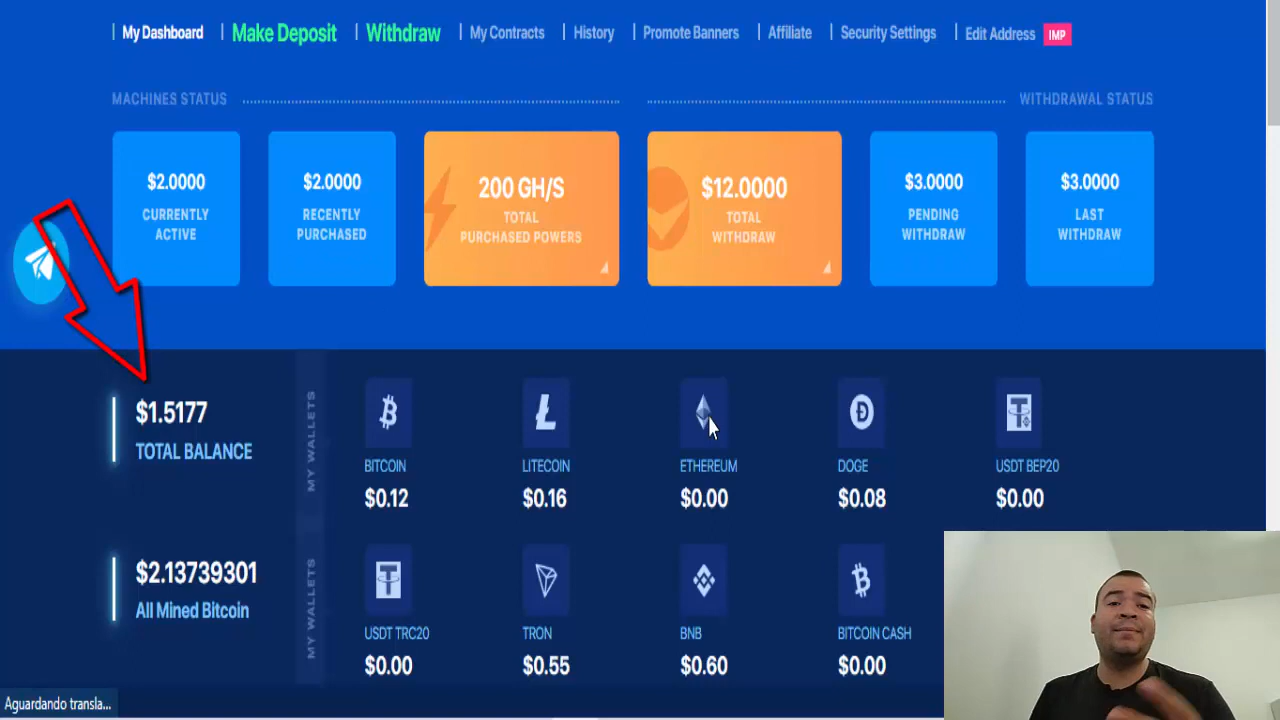 My Dashboard
Make Deposit
Withdraw
My Contracts
History
Promote Banners
Affiliate
Security Settings
Edit Address
IMP
MACHINES STATUS
WITHDRAWAL STATUS
$2.0000
CURRENTLY
ACTIVE
$2.0000
RECENTLY
PURCHASED
200 GH/S
TOTAL
PURCHASED POWERS
$12.0000
TOTAL
WITHDRAW
$3.0000
PENDING
WITHDRAW
$3.0000
LAST
WITHDRAW
$1.5177
TOTAL BALANCE
MY WALLETS
BITCOIN
$0.12
LITECOIN
$0.16
ETHEREUM
$0.00
DOGE
$0.08
USDT BEP20
$0.00
$2.13739301
All Mined Bitcoin
MY WALLETS
USDT TRC20
$0.00
TRON
$0.55
BNB
$0.60
BITCOIN CASH
$0.00
Aguardando transla...